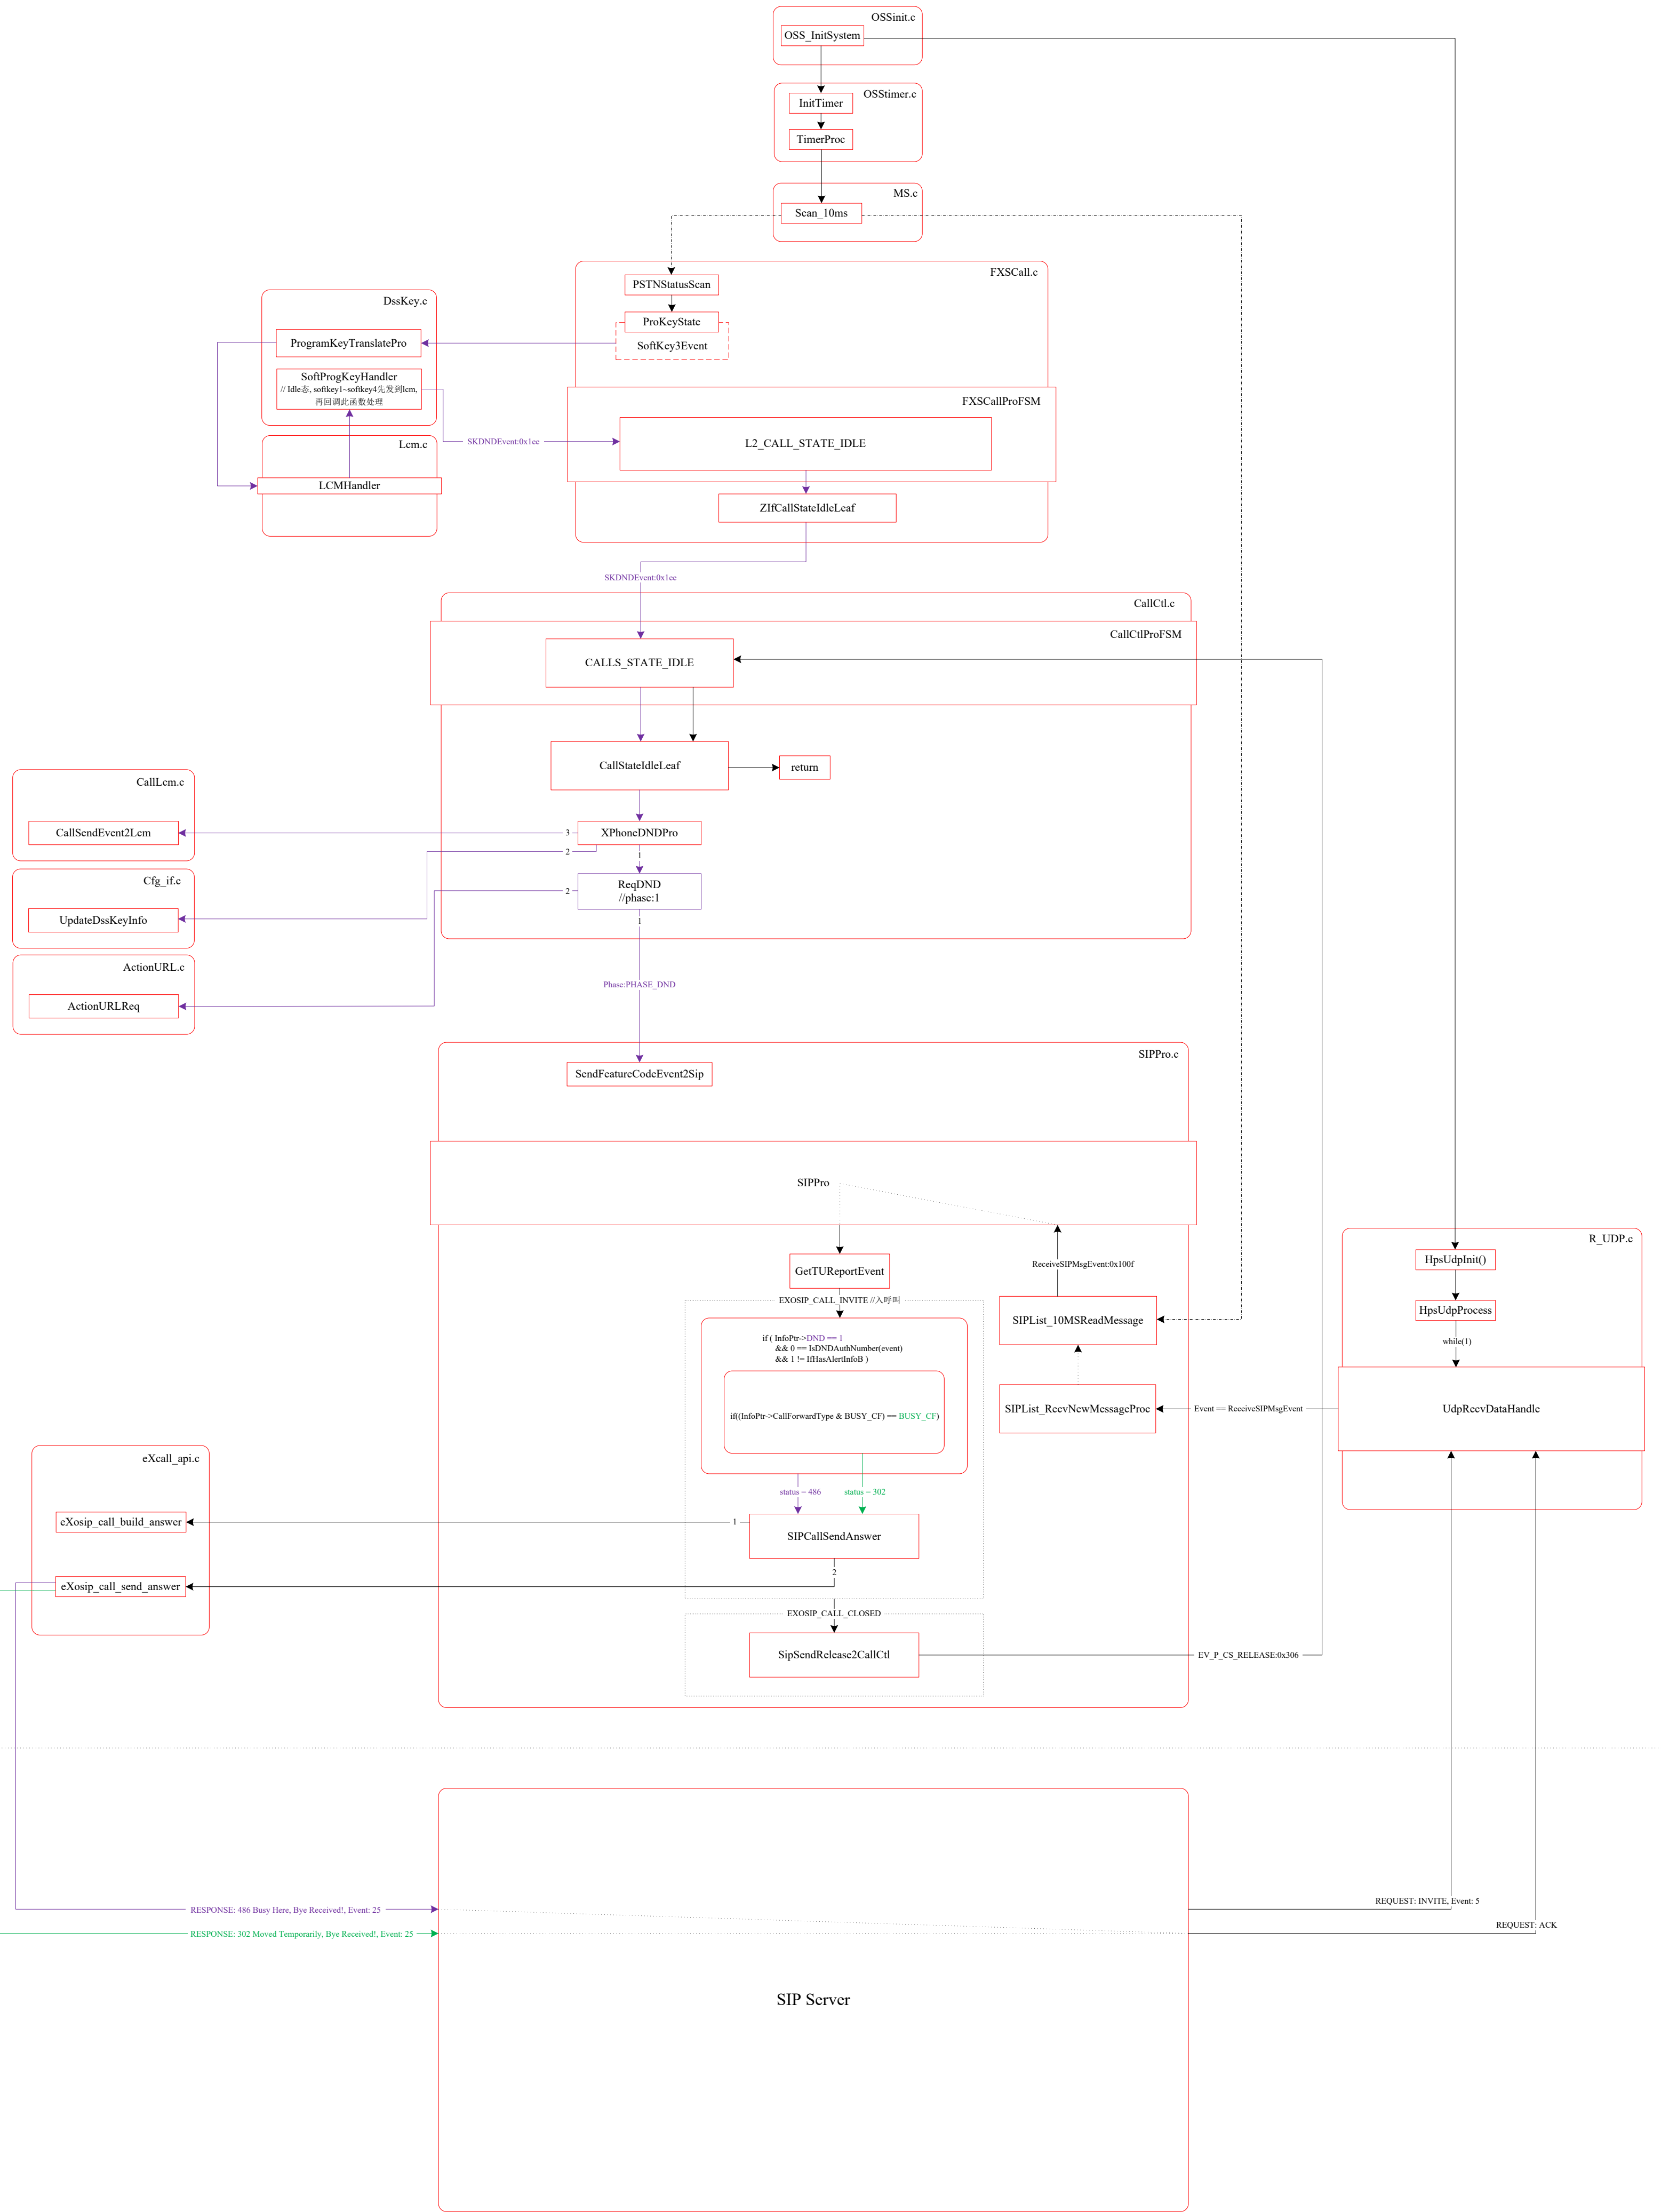 OSSinit.c
OSS_InitSystem
OSStimer.c
InitTimer
TimerProc
MS.c
Scan_10ms
FXSCall.c
PSTNStatusScan
ProKeyState
SoftKey3Event
DssKey.c
ProgramKeyTranslatePro
SoftProgKeyHandler
// Idle态, softkey1~softkey4先发到lcm,
再回调此函数处理
Lcm.c
LCMHandler
SKDNDEvent:0x1ee
FXSCallProFSM
L2_CALL_STATE_IDLE
ZIfCallStateIdleLeaf
SKDNDEvent:0x1ee
CallCtl.c
CallCtlProFSM
CALLS_STATE_IDLE
CallStateIdleLeaf
return
CallLcm.c
CallSendEvent2Lcm
3
XPhoneDNDPro
2
1
Cfg_if.c
UpdateDssKeyInfo
2
ReqDND
//phase:1
1
ActionURL.c
ActionURLReq
Phase:PHASE_DND
SIPPro.c
SendFeatureCodeEvent2Sip
SIPPro
GetTUReportEvent
ReceiveSIPMsgEvent:0x100f
EXOSIP_CALL_INVITE //入呼叫
SIPList_10MSReadMessage
if ( InfoPtr->DND == 1
&& 0 == IsDNDAuthNumber(event)
&& 1 != IfHasAlertInfoB )
if((InfoPtr->CallForwardType & BUSY_CF) == BUSY_CF)
SIPList_RecvNewMessageProc
Event == ReceiveSIPMsgEvent
R_UDP.c
HpsUdpInit()
HpsUdpProcess
while(1)
UdpRecvDataHandle
status = 486
status = 302
eXcall_api.c
eXosip_call_build_answer
1
SIPCallSendAnswer
2
eXosip_call_send_answer
EXOSIP_CALL_CLOSED
SipSendRelease2CallCtl
EV_P_CS_RELEASE:0x306
REQUEST: INVITE, Event: 5
RESPONSE: 486 Busy Here, Bye Received!, Event: 25
REQUEST: ACK
RESPONSE: 302 Moved Temporarily, Bye Received!, Event: 25
SIP Server